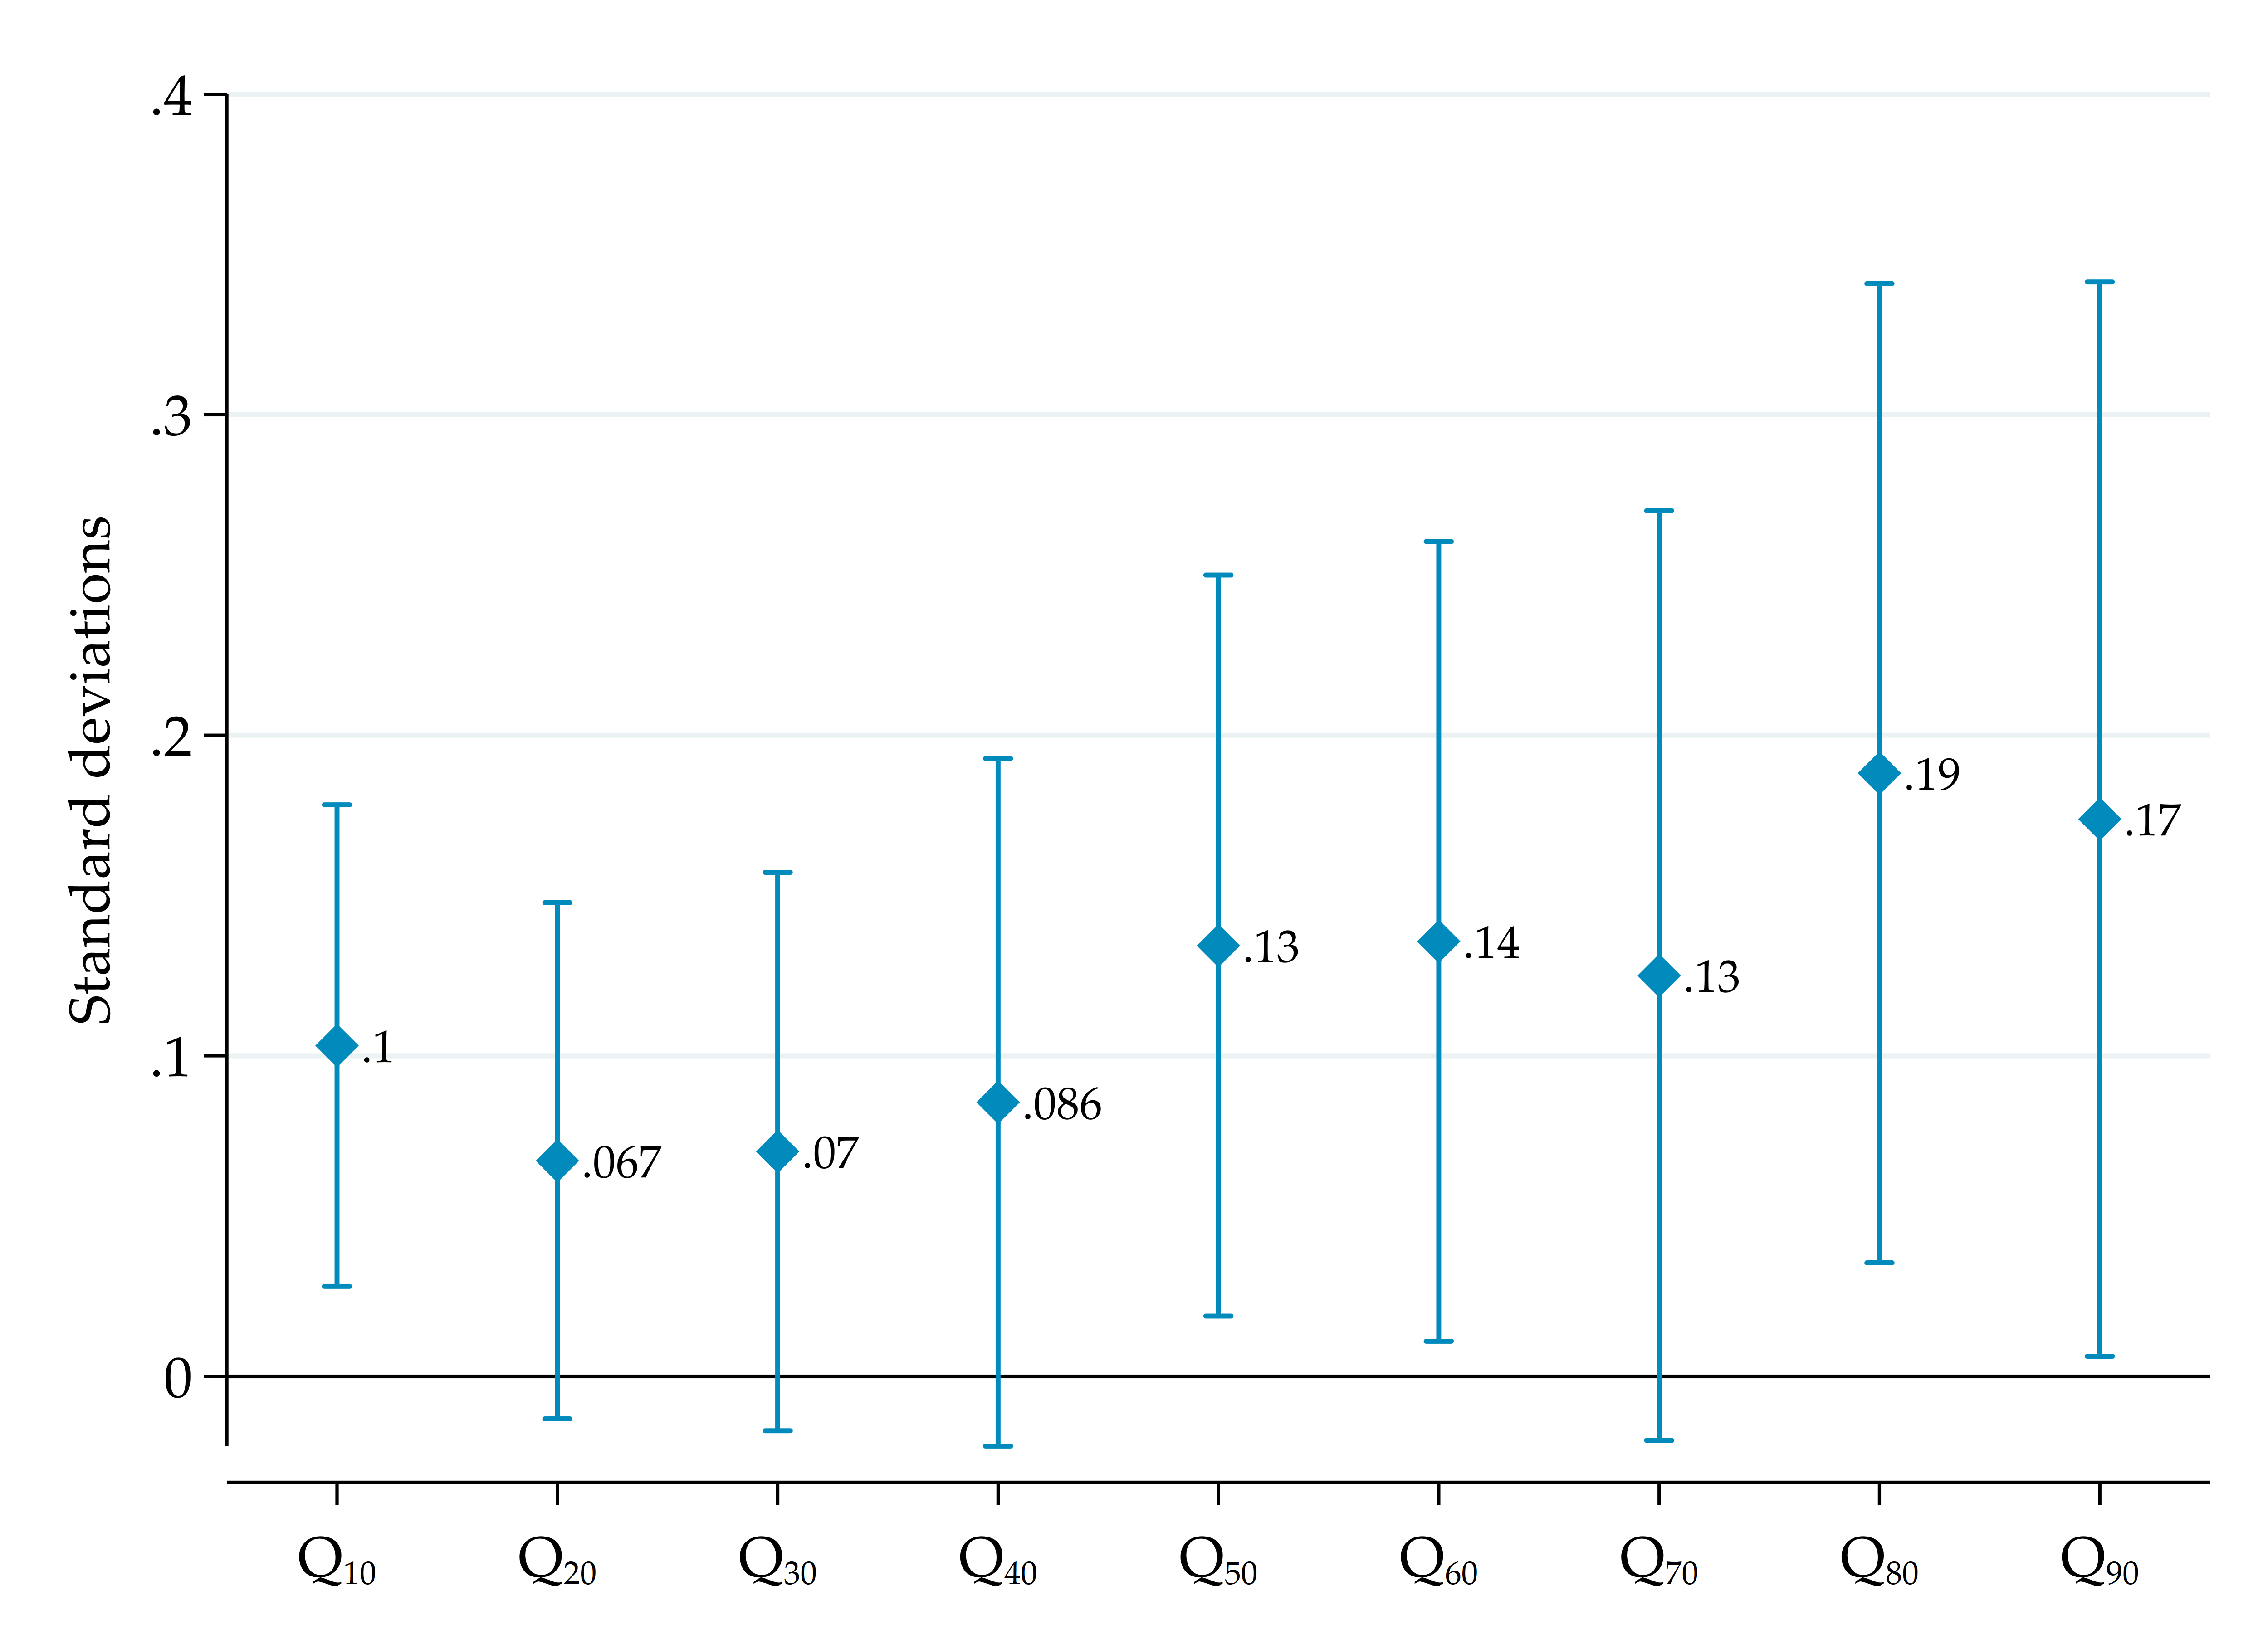 Standard deviations
.4
.3
.2
.1
0
.1
.067
.07
.086
.13
.14
.13
.19
.17
Q10
Q20
Q30
Q40
Q50
Q60
Q70
Q80
Q90